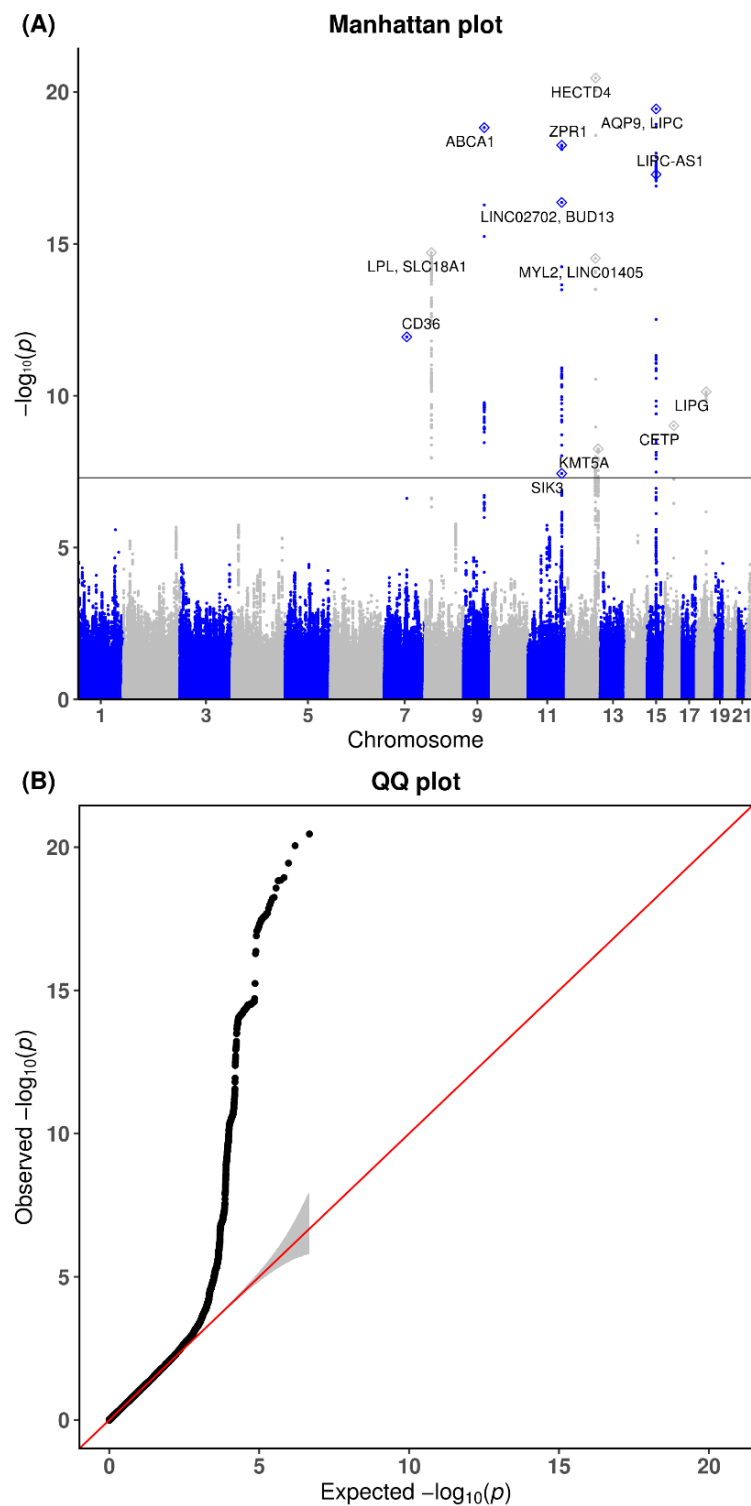 (A)
Manhattan plot
20
15
10
5
0
−log10(p)
HECTD4
ABCA1
ZPR1
AQP9, LIPC
LIPC-AS1
LINC02702, BUD13
LPL, SLC18A1
MYL2, LINC01405
CD36
LIPG
CETP
KMT5A
SIK3
1 3 5 7 9 11 13 15 17 19 21
Chromosome
(B)
QQ plot
20
15
10
5
0
Observed −log10(p)
0 5 10 15 20
Expected −log10(p)